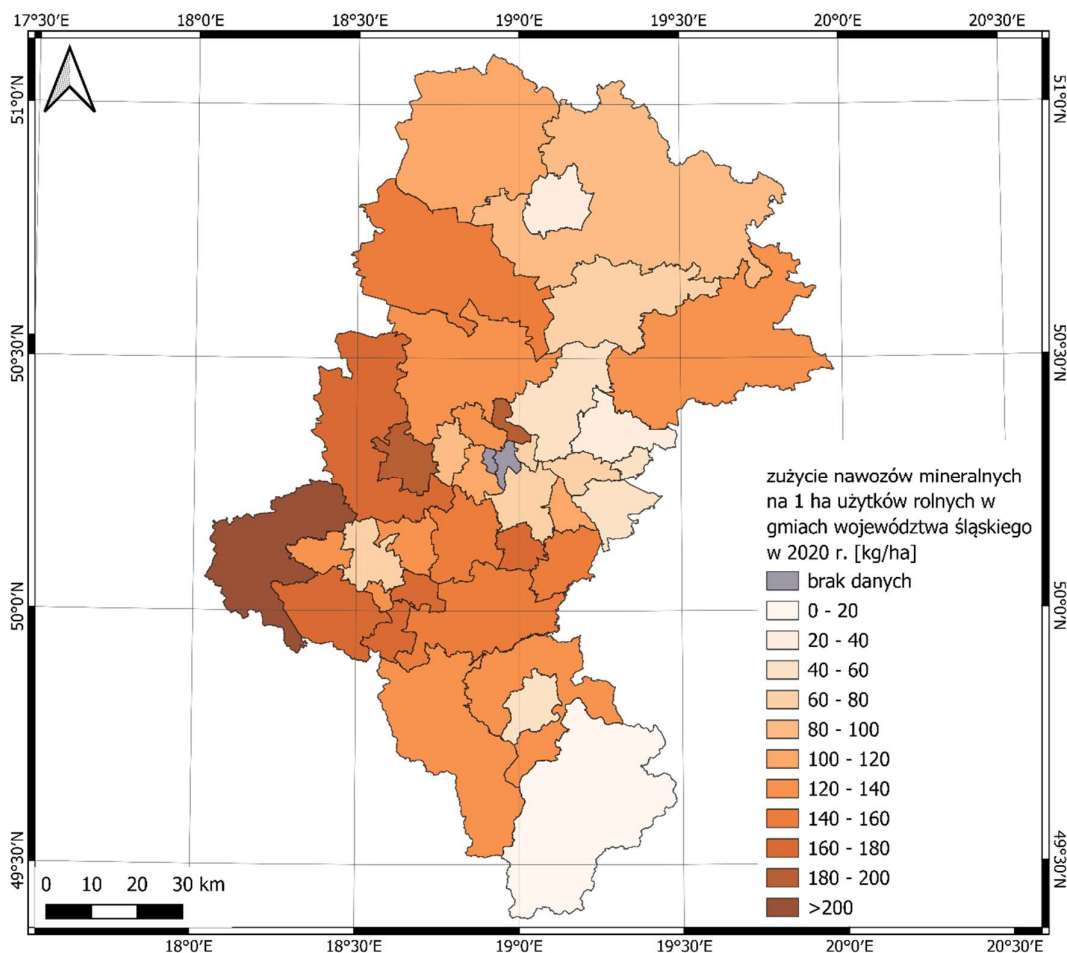 17°30′E 18°0′E 18°30′E 19°0′E 19°30′E 20°0′E 20°30′E
51°0′N 51°0′N
50°30′N 50°30′N
zużycie nawozów mineralnych
na 1 ha użytków rolnych w
gmiach województwa śląskiego
w 2020 r. [kg/ha]
brak danych
0 - 20
20 - 40
40 - 60
60 - 80
80 - 100
100 - 120
120 - 140
140 - 160
160 - 180
180 - 200
>200
50°0′N 50°0′N
49°30′N 49°30′N
0 10 20 30 km
18°0′E 18°30′E 19°0′E 19°30′E 20°0′E 20°30′E